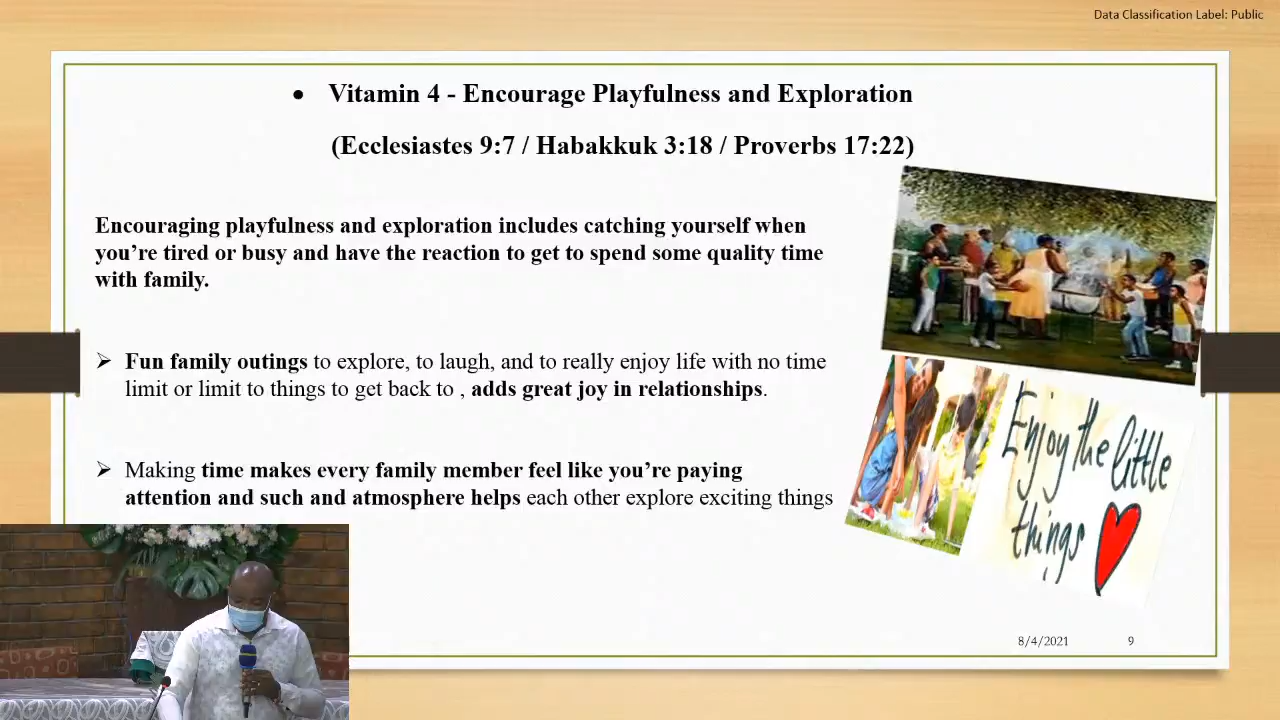 Data Classification Label: Public
• Vitamin 4 - Encourage Playfulness and Exploration
(Ecclesiastes 9:7 / Habakkuk 3:18 / Proverbs 17:22)
Encouraging playfulness and exploration includes catching yourself when
you’re tired or busy and have the reaction to get to spend some quality time
with family.
➢ Fun family outings to explore, to laugh, and to really enjoy life with no time
limit or limit to things to get back to , adds great joy in relationships.
➢ Making time makes every family member feel like you’re paying
attention and such and atmosphere helps each other explore exciting things
Enjoy the little
things
8/4/2021 9